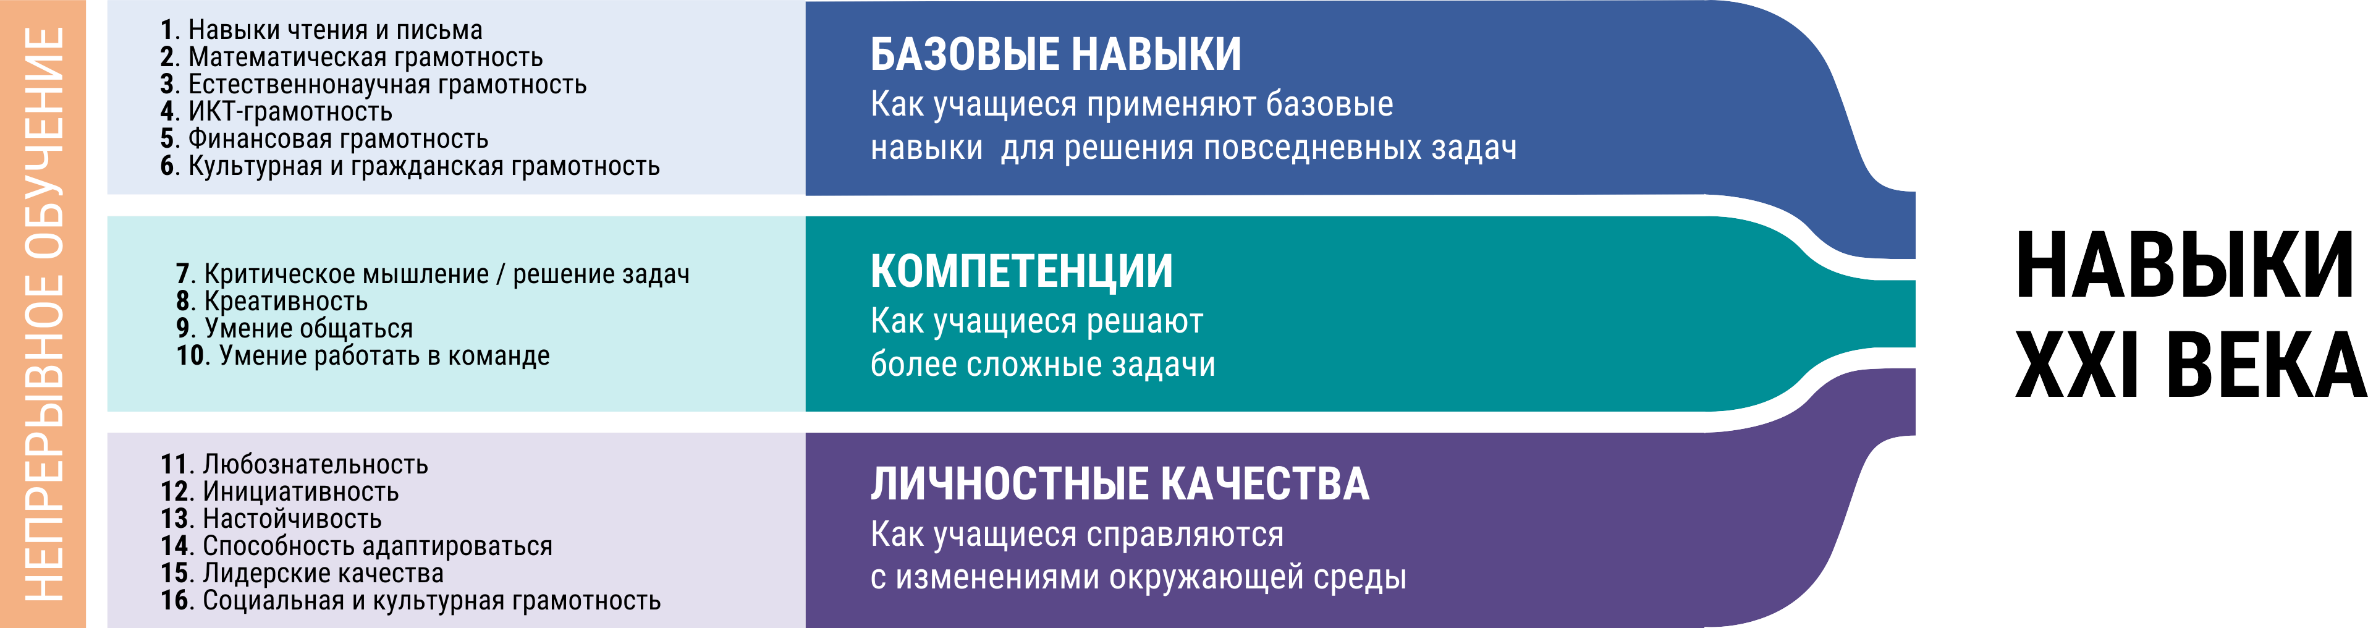 НЕПРЕРЫВНОЕ ОБУЧЕНИЕ
1. Навыки чтения и письма
2. Математическая грамотность
3. Естественнонаучная грамотность
4. ИКТ-грамотность
5. Финансовая грамотность
6. Культурная и гражданская грамотность
БАЗОВЫЕ НАВЫКИ
Как учащиеся применяют базовые
навыки для решения повседневных задач
7. Критическое мышление / решение задач
8. Креативность
9. Умение общаться
10. Умение работать в команде
КОМПЕТЕНЦИИ
Как учащиеся решают
более сложные задачи
11. Любознательность
12. Инициативность
13. Настойчивость
14. Способность адаптироваться
15. Лидерские качества
16. Социальная и культурная грамотность
ЛИЧНОСТНЫЕ КАЧЕСТВА
Как учащиеся справляются
с изменениями окружающей среды
НАВЫКИ
XXI ВЕКА